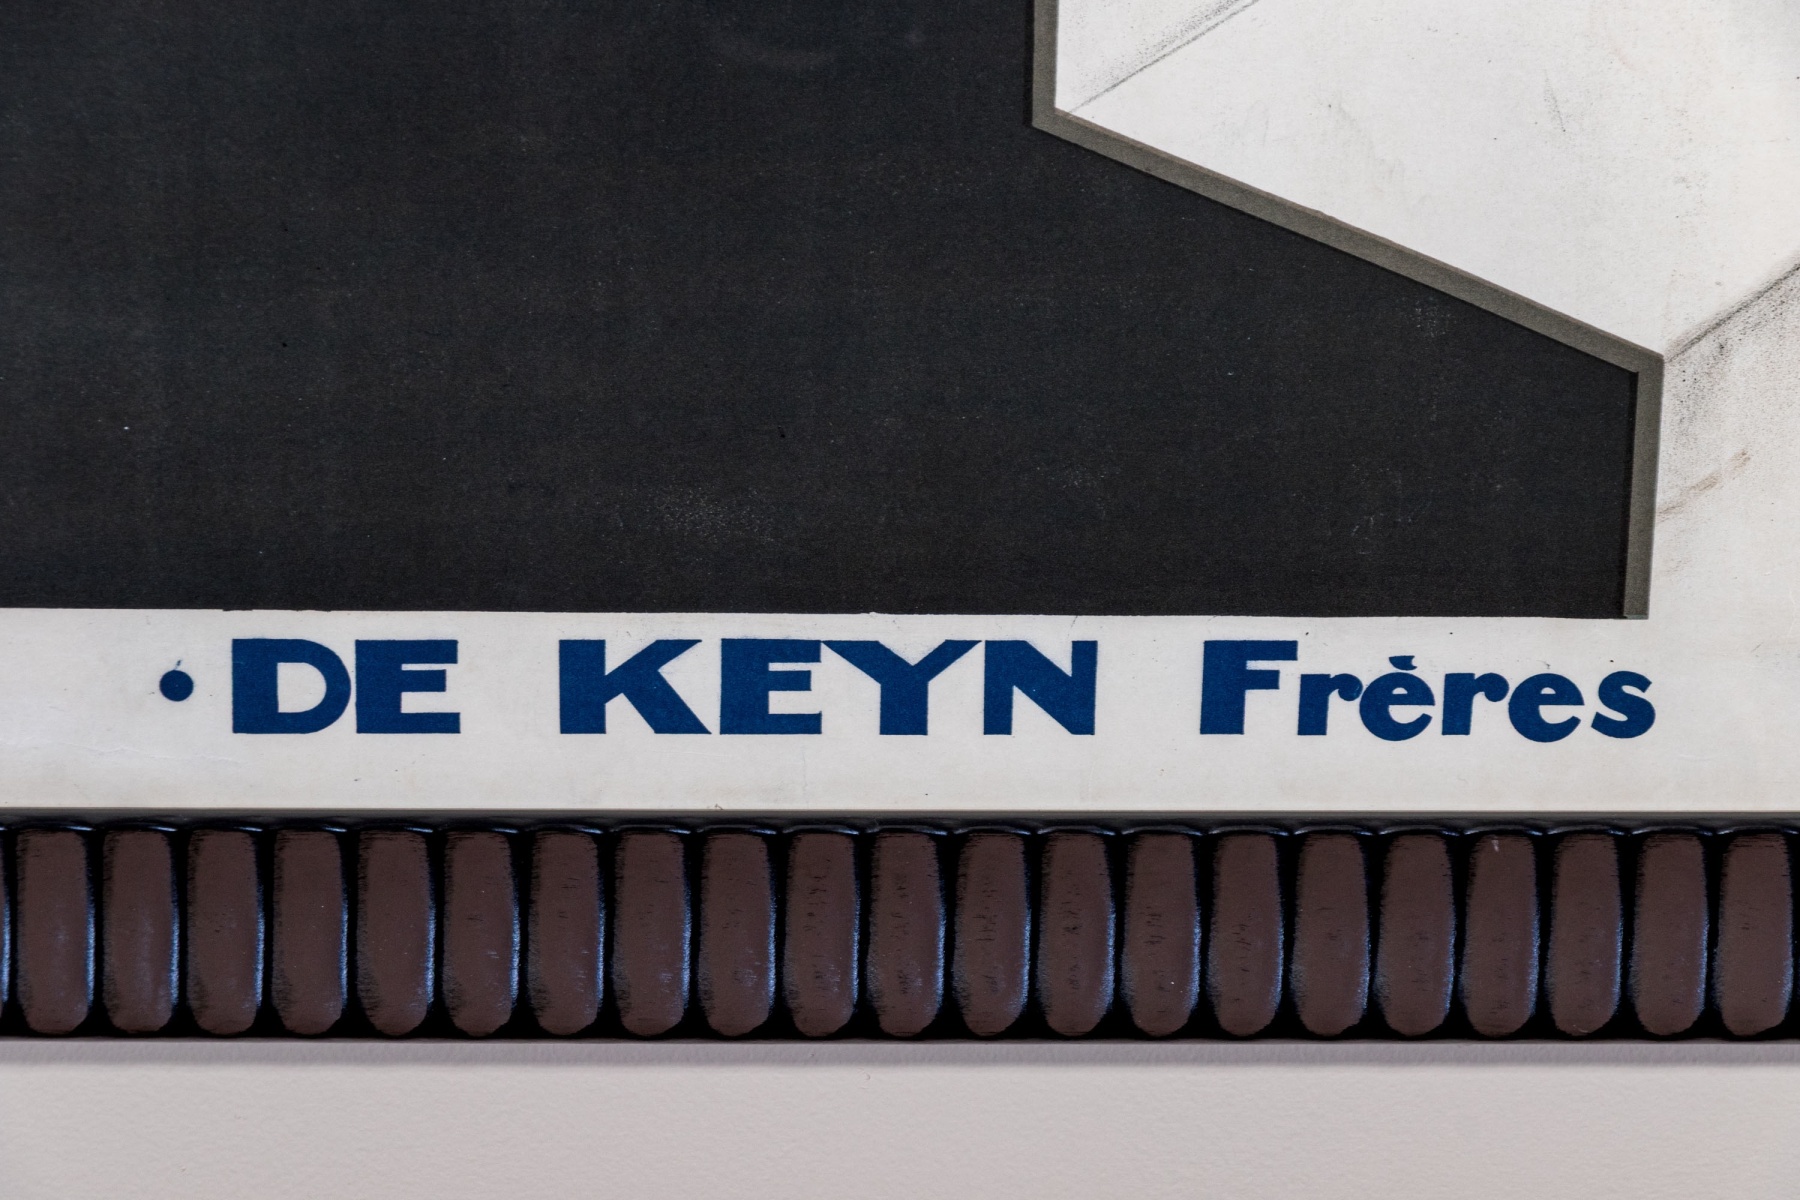 • DE KEYN Frères